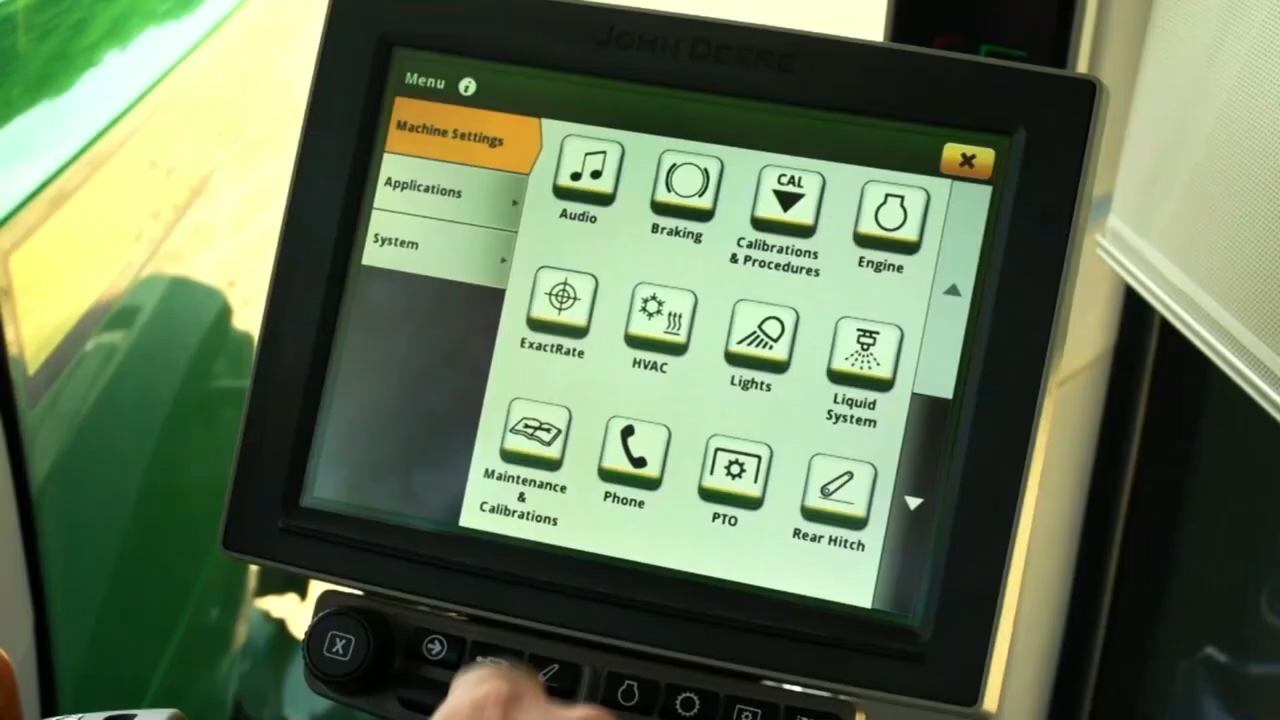 JOHN DEERE
Menu
Machine Settings
Applications
System
Audio
Braking
CAL
Calibrations
& Procedures
Engine
ExactRate
HVAC
Lights
Liquid
System
Maintenance
&
Calibrations
Phone
PTO
Rear Hitch
X